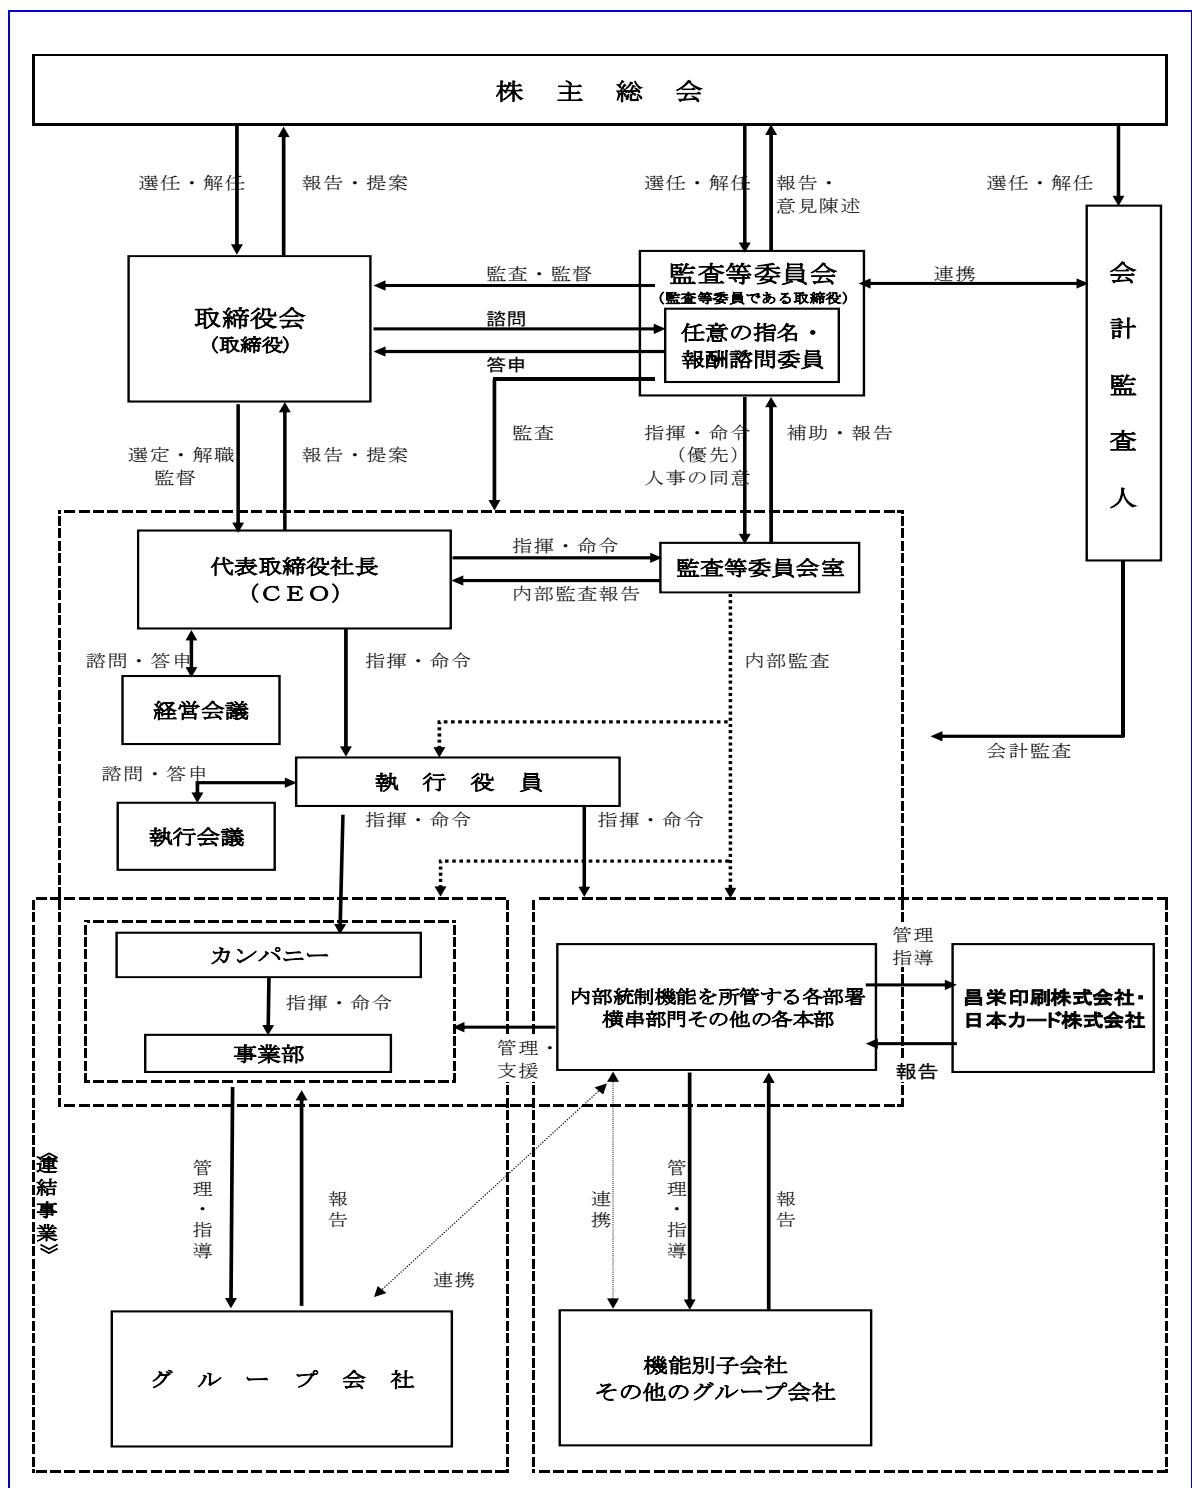 株 主 総 会
選任・解任
報告・提案
選任・解任
報告・
意見陳述
選任・解任
取締役会
(取締役)
監査・監督
諮問
答申
監査
監査等委員会
(監査等委員である取締役)
任意の指名・
報酬諮問委員
連携
会
計
監
査
人
選定・解職
監督
報告・提案
指揮・命令
(優先)
人事の同意
補助・報告
代表取締役社長
(CEO)
指揮・命令
内部監査報告
監査等委員会室
諮問・答申
指揮・命令
内部監査
経営会議
会計監査
諮問・答申
執 行 役 員
執行会議
指揮・命令
指揮・命令
カンパニー
指揮・命令
事業部
管理・
支援
内部統制機能を所管する各部署
横串部門その他の各本部
管理
指導
報告
昌栄印刷株式会社・
日本カード株式会社
《連結事業》
管理・指導
報告
連携
連携
管理・指導
報告
グ ル ー プ 会 社
機能別子会社
その他のグループ会社